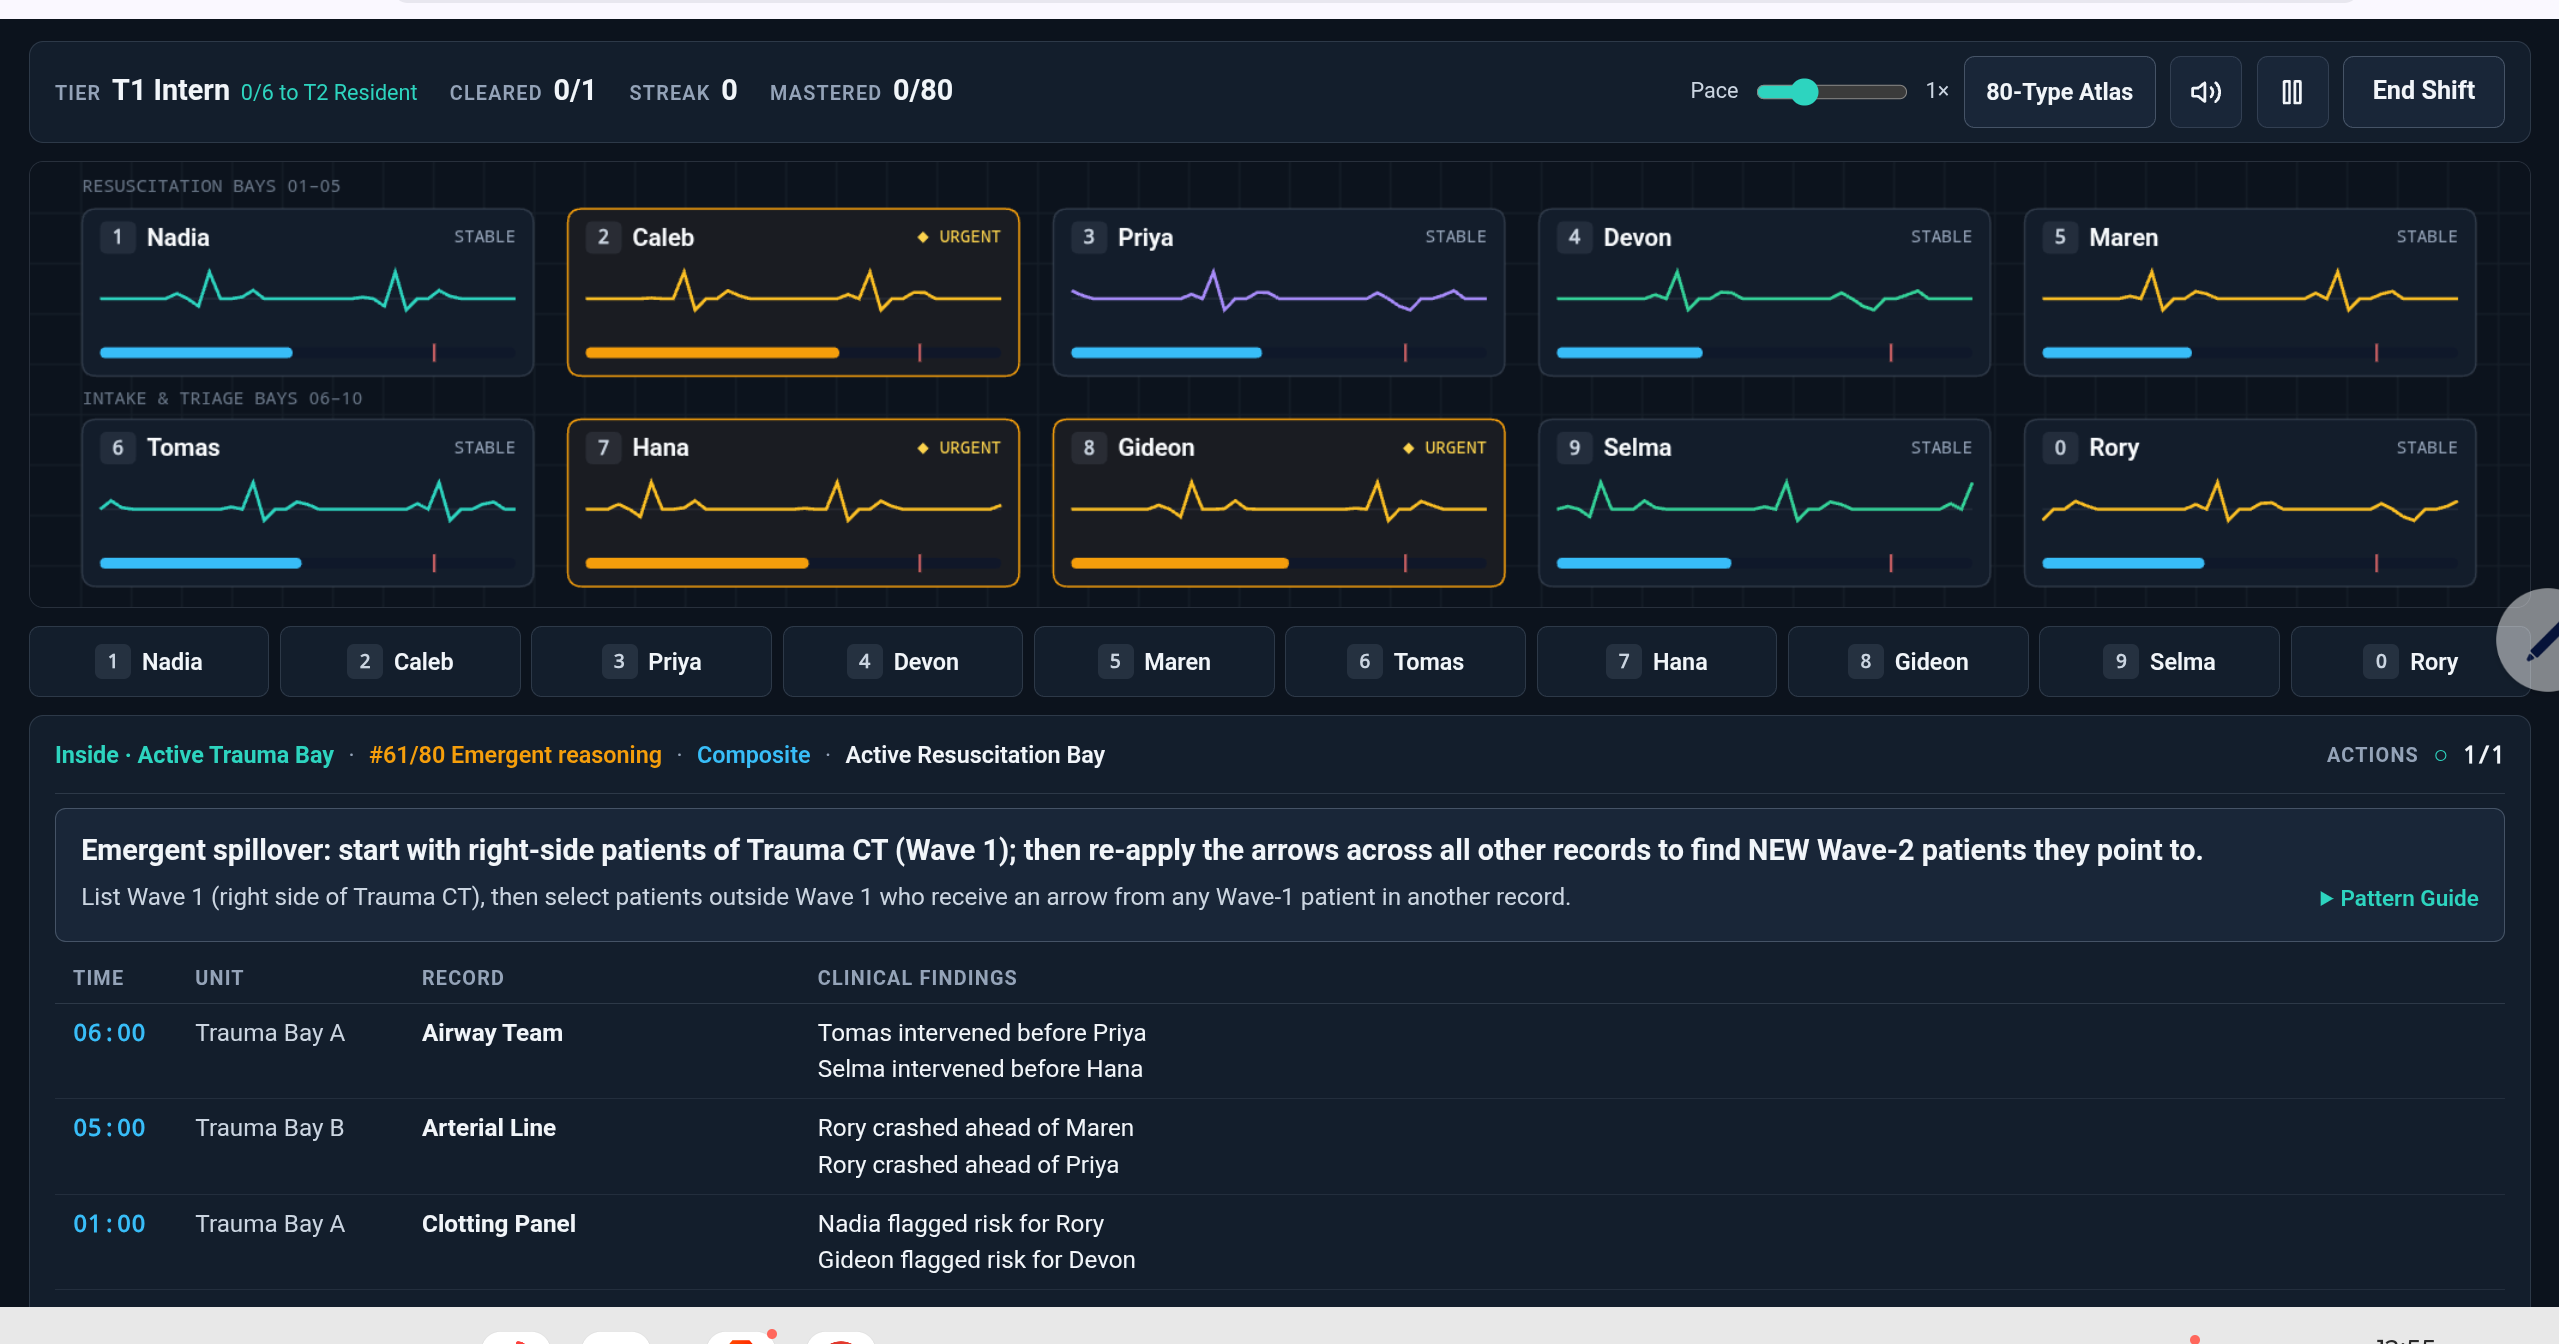 TIER T1 Intern 0/6 to T2 Resident CLEARED 0/1 STREAK 0 MASTERED 0/80 Pace 1× 80-Type Atlas End Shift
RESUSCITATION BAYS 01–05
1 Nadia STABLE 2 Caleb ◆ URGENT 3 Priya STABLE 4 Devon STABLE 5 Maren STABLE
INTAKE & TRIAGE BAYS 06–10
6 Tomas STABLE 7 Hana ◆ URGENT 8 Gideon ◆ URGENT 9 Selma STABLE 0 Rory STABLE
1 Nadia 2 Caleb 3 Priya 4 Devon 5 Maren 6 Tomas 7 Hana 8 Gideon 9 Selma 0 Rory
Inside · Active Trauma Bay · #61/80 Emergent reasoning · Composite · Active Resuscitation Bay ACTIONS ○ 1/1
Emergent spillover: start with right-side patients of Trauma CT (Wave 1); then re-apply the arrows across all other records to find NEW Wave-2 patients they point to.
List Wave 1 (right side of Trauma CT), then select patients outside Wave 1 who receive an arrow from any Wave-1 patient in another record. ▶ Pattern Guide
TIME UNIT RECORD CLINICAL FINDINGS
06:00 Trauma Bay A Airway Team Tomas intervened before Priya
Selma intervened before Hana
05:00 Trauma Bay B Arterial Line Rory crashed ahead of Maren
Rory crashed ahead of Priya
01:00 Trauma Bay A Clotting Panel Nadia flagged risk for Rory
Gideon flagged risk for Devon